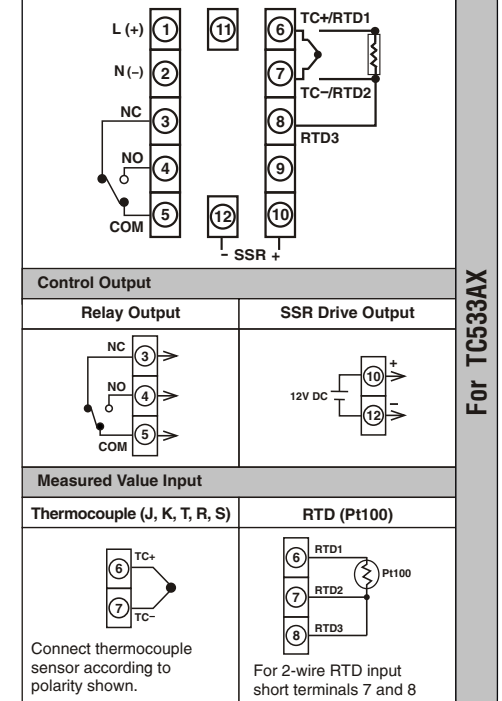 L (+) 1 11 6 TC+/RTD1
N (–) 2 7 TC–/RTD2
NC 3 8 RTD3
NO 4 9
COM 5 12 10
– SSR +
Control Output
Relay Output
NC 3
NO 4
COM 5
SSR Drive Output
12V DC
10 +
12 –
Measured Value Input
Thermocouple (J, K, T, R, S)
6 TC+
7 TC–
Connect thermocouple
sensor according to
polarity shown.
RTD (Pt100)
6 RTD1
Pt100
7 RTD2
8 RTD3
For 2-wire RTD input
short terminals 7 and 8
For TC533AX